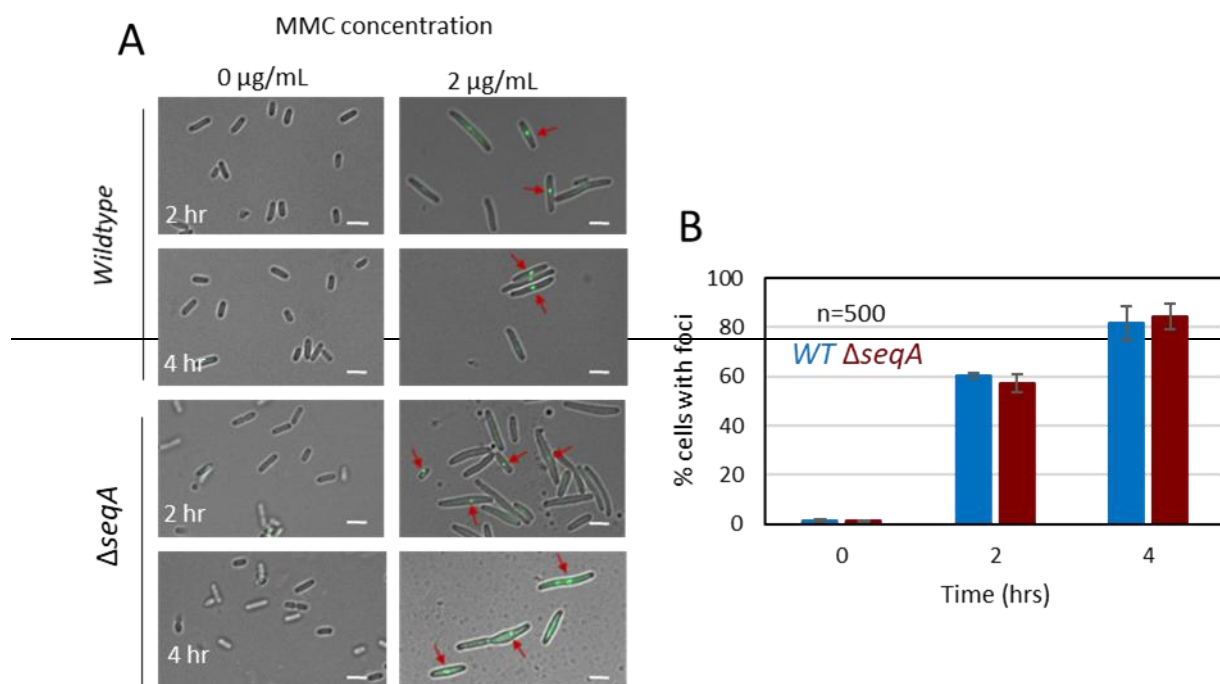 A
MMC concentration
0 µg/mL
2 µg/mL
Wildtype
2 hr
4 hr
ΔseqA
2 hr
4 hr
B
% cells with foci
100
80
60
40
20
0
n=500
WT ΔseqA
0
2
4
Time (hrs)